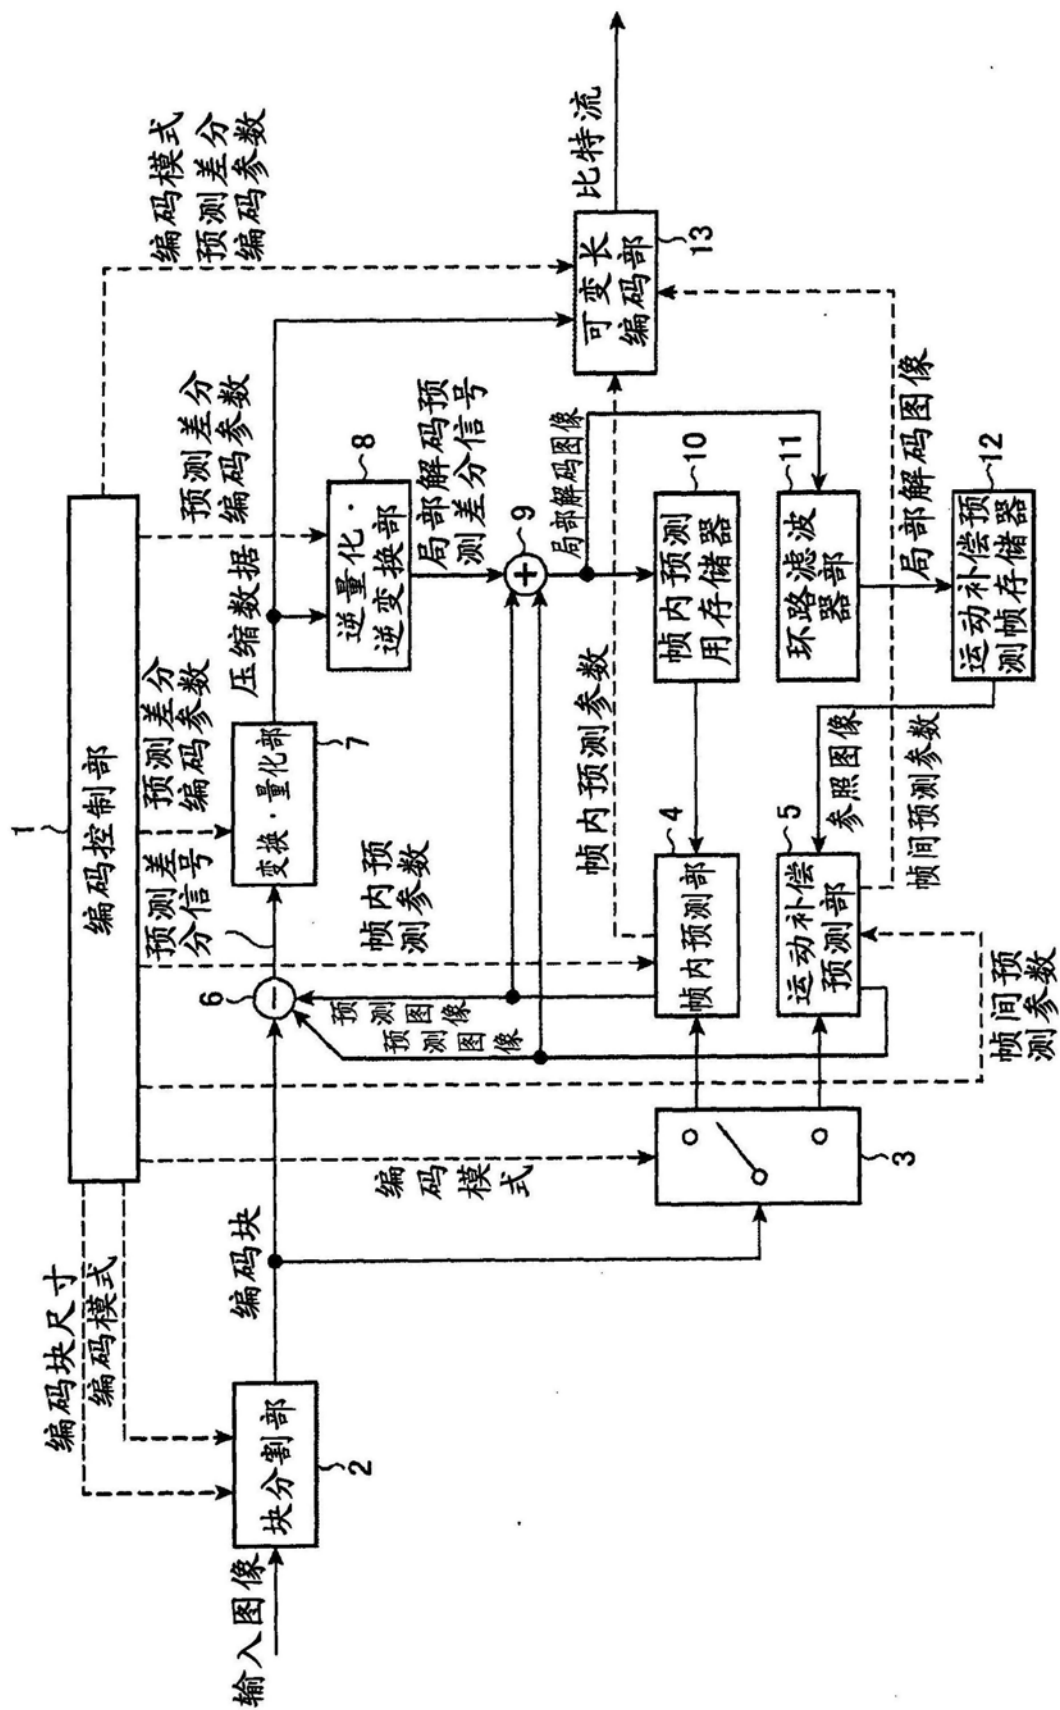 1
编码控制部
编码块尺寸
编码模式
输入图像
块分割部
2
编码块
编码模式
3
6
预测差
分信号
预测图像
预测图像
预测差分
编码参数
变换·量化部
7
压缩数据
预测差分
编码参数
逆量化·
逆变换部
8
局部解码预
测差分信号
9
局部解码图像
编码模式
预测差分
编码参数
可变长
编码部
13
比特流
帧内预
测参数
帧内预测部
4
帧内预测参数
帧内预测
用存储器
10
环路滤波
器部
11
局部解码图像
运动补偿预
测帧存储器
12
参照图像
运动补偿
预测部
5
帧间预测参数
帧间预
测参数